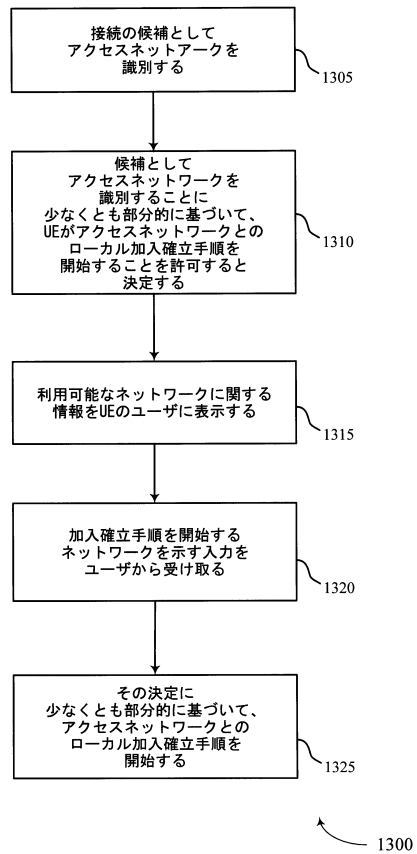 接続の候補として
アクセスネットアークを
識別する
1305
候補として
アクセスネットワークを
識別することに
少なくとも部分的に基づいて、
UEがアクセスネットワークとの
ローカル加入確立手順を
開始することを許可すると
決定する
1310
利用可能なネットワークに関する
情報をUEのユーザに表示する
1315
加入確立手順を開始する
ネットワークを示す入力を
ユーザから受け取る
1320
その決定に
少なくとも部分的に基づいて、
アクセスネットワークとの
ローカル加入確立手順を
開始する
1325
1300